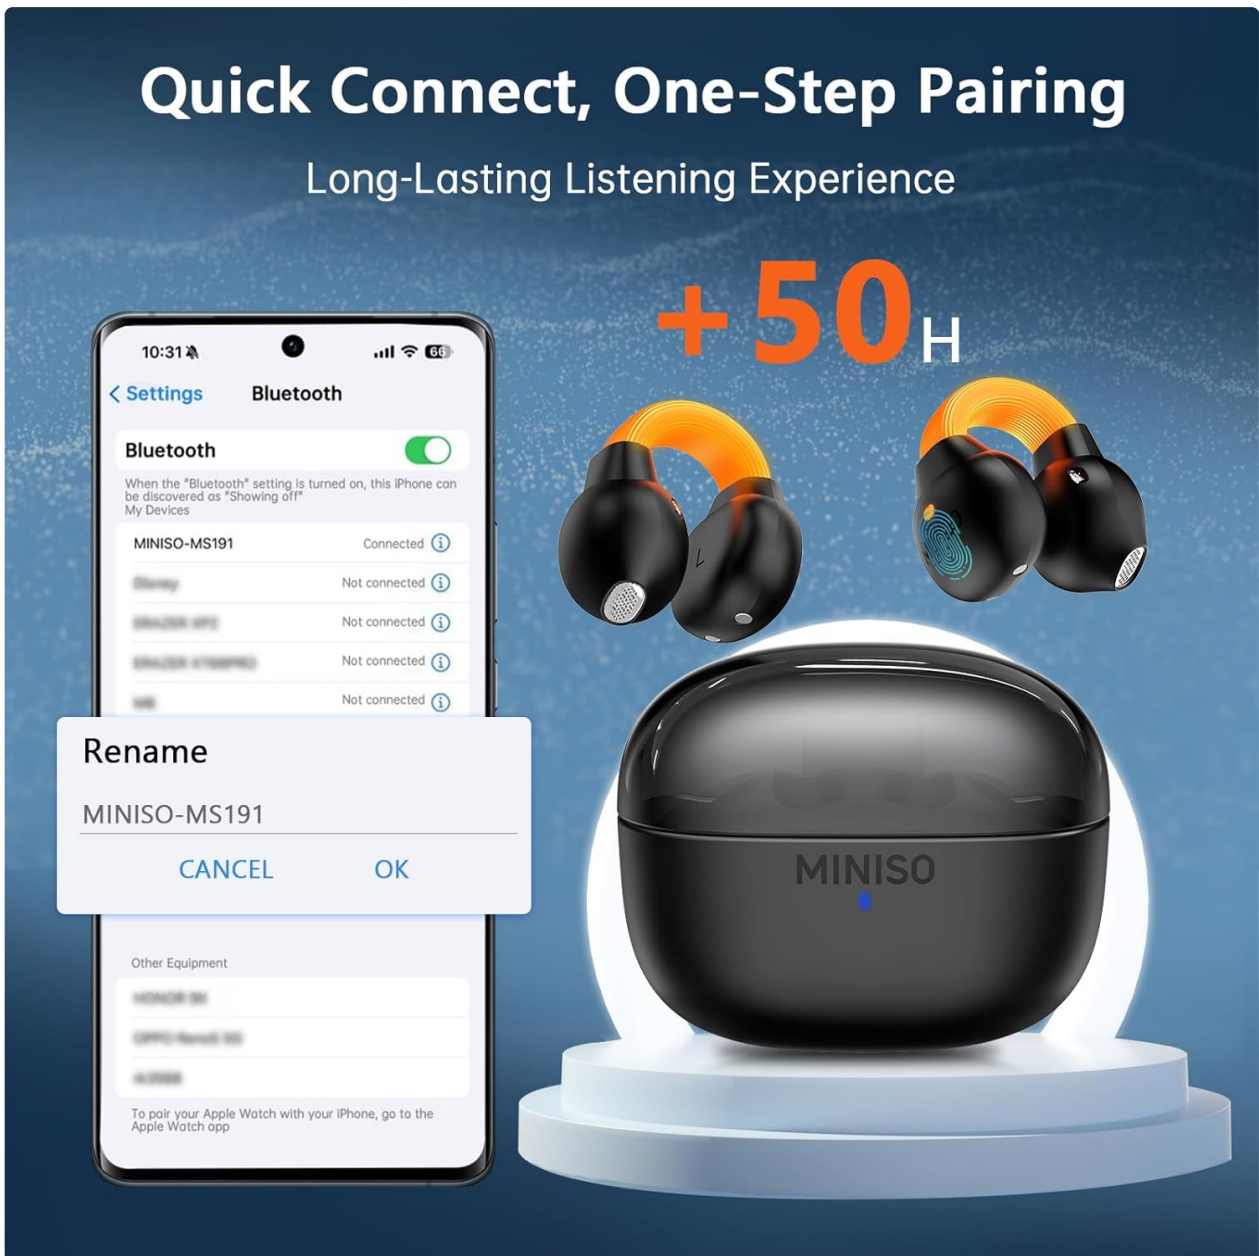 Quick Connect, One-Step Pairing
Long-Lasting Listening Experience
+50H
10:31
66
Settings
Bluetooth
Bluetooth
When the "Bluetooth" setting is turned on, this iPhone can
be discovered as "Showing off"
My Devices
MINISO-MS191 Connected
Not connected
Not connected
Not connected
Not connected
Rename
MINISO-MS191
CANCEL OK
Other Equipment
To pair your Apple Watch with your iPhone, go to the
Apple Watch app
MINISO